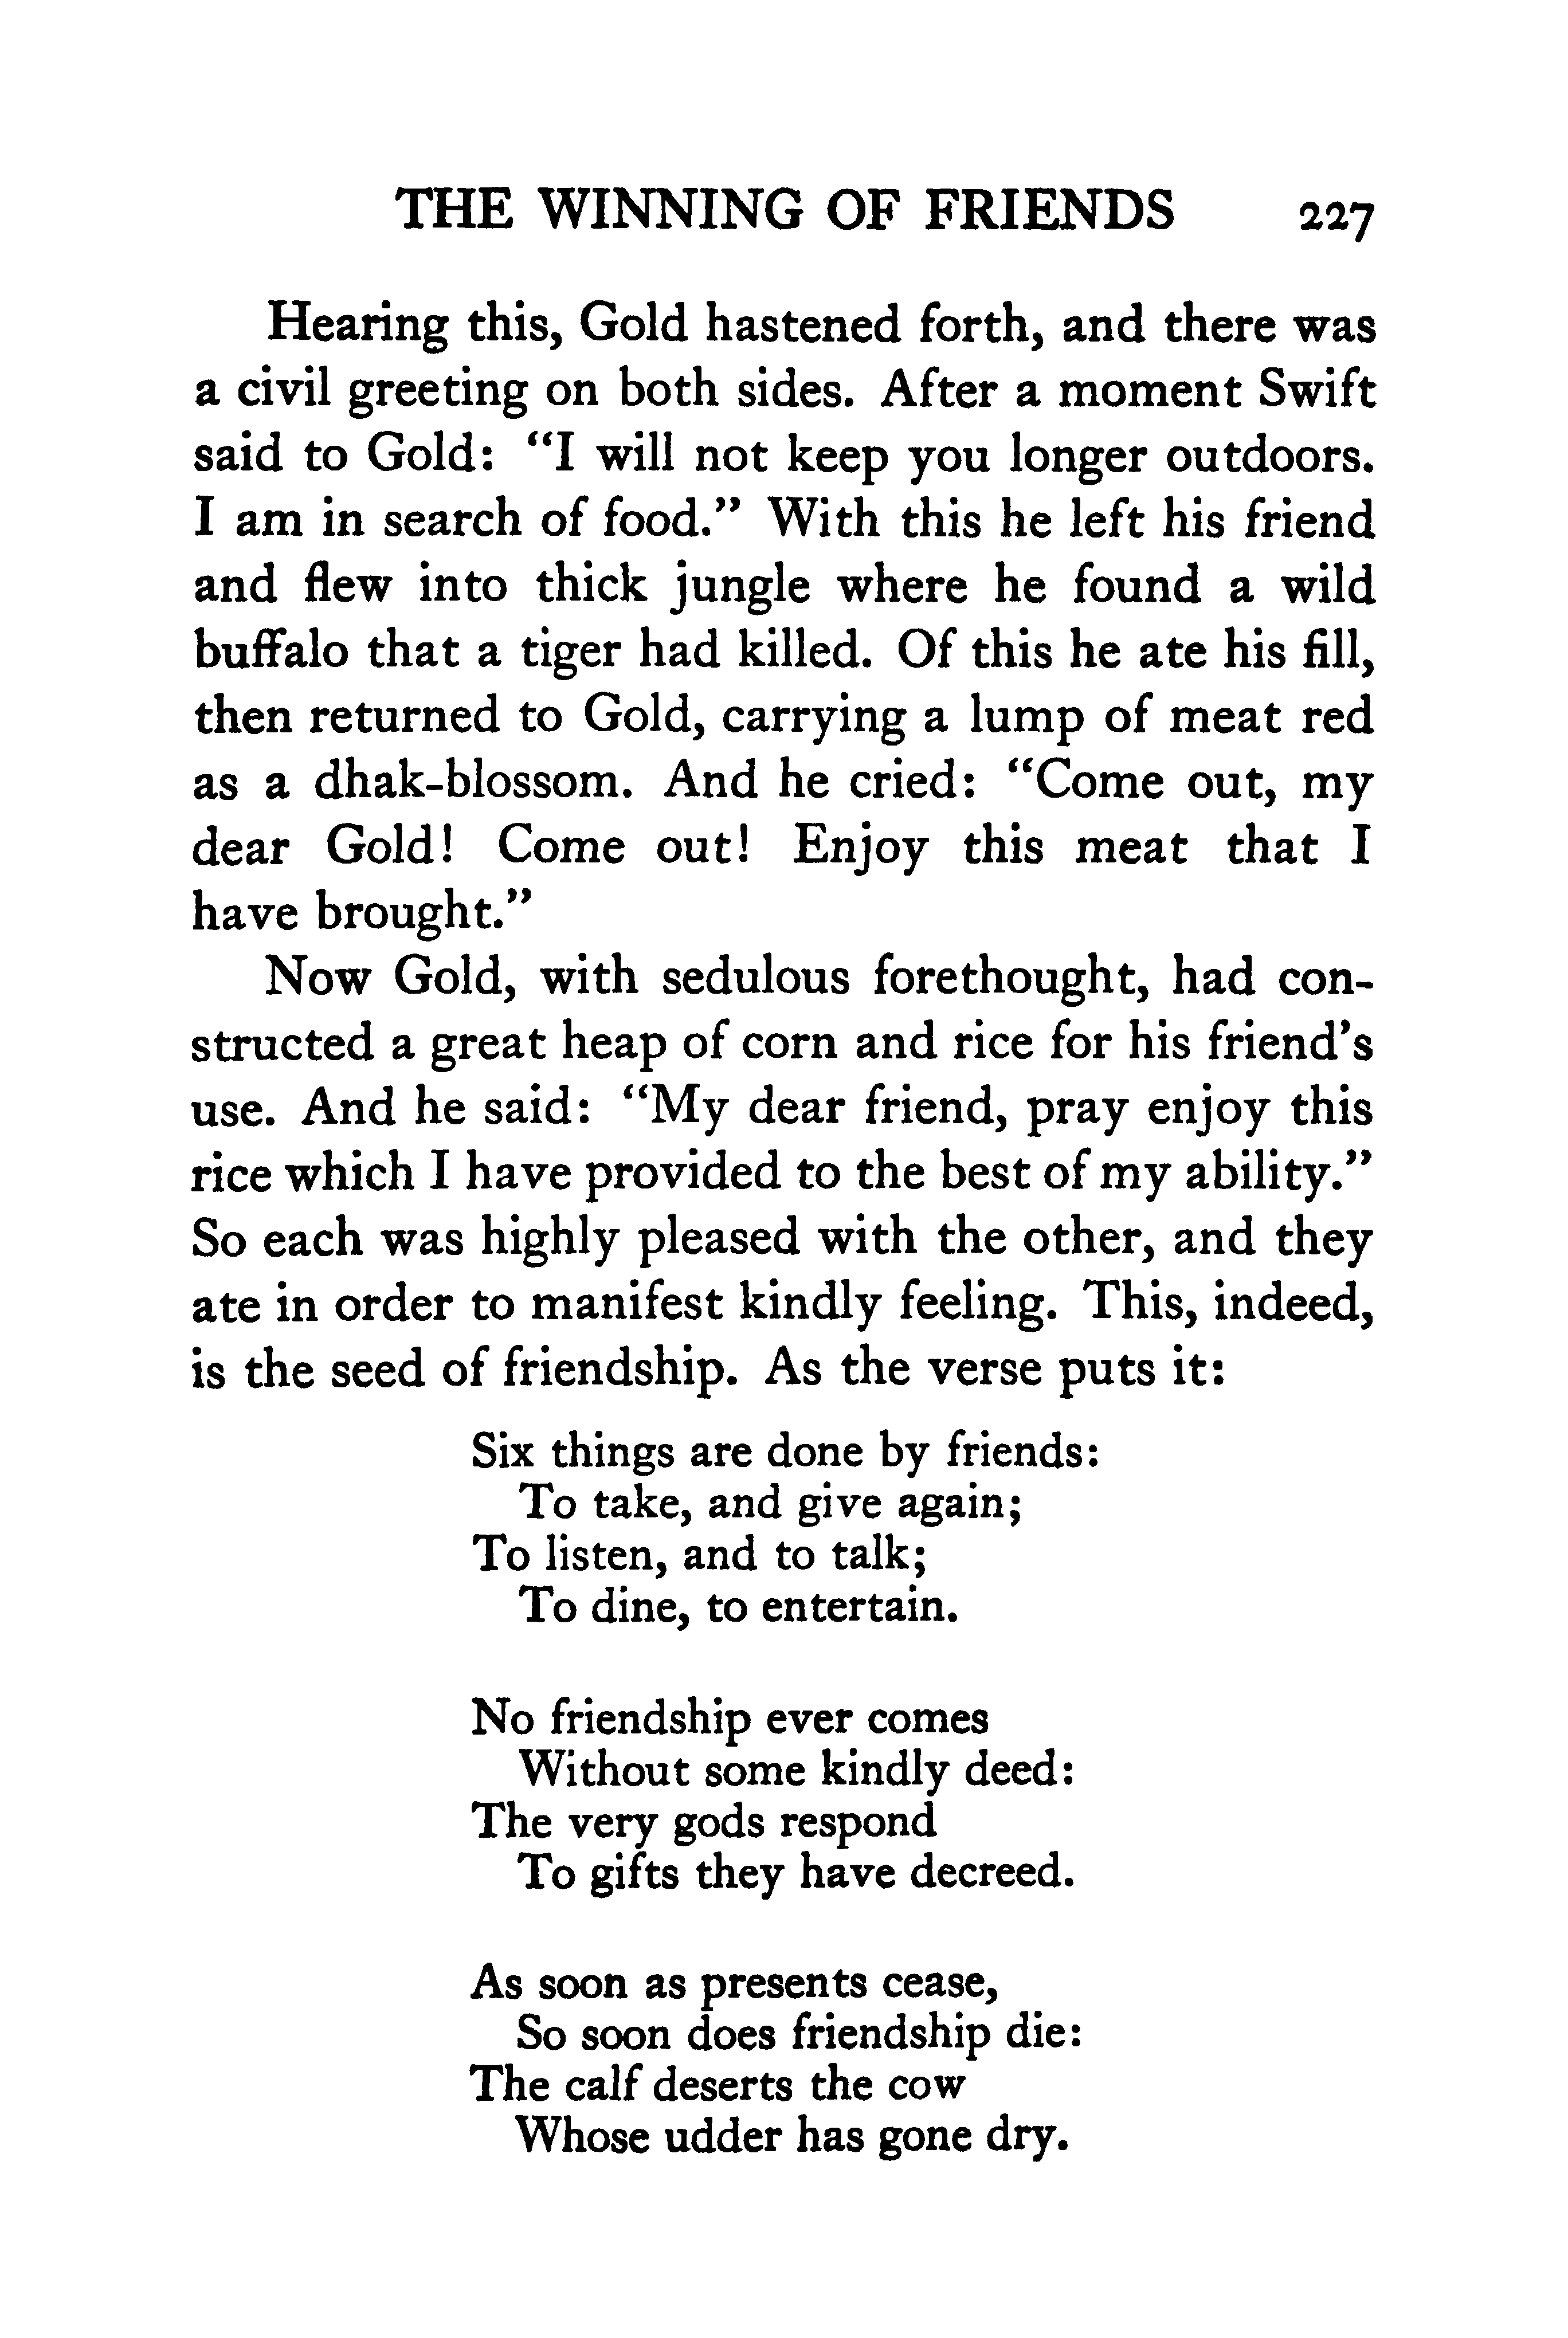 THE WINNING OF FRIENDS 227
Hearing this, Gold hastened forth, and there was
a civil greeting on both sides. After a moment Swift
said to Gold: “I will not keep you longer outdoors.
I am in search of food.” With this he left his friend
and flew into thick jungle where he found a wild
buffalo that a tiger had killed. Of this he ate his fill,
then returned to Gold, carrying a lump of meat red
as a dhak-blossom. And he cried: “Come out, my
dear Gold! Come out! Enjoy this meat that I
have brought.”
Now Gold, with sedulous forethought, had con-
structed a great heap of corn and rice for his friend’s
use. And he said: “My dear friend, pray enjoy this
rice which I have provided to the best of my ability.”
So each was highly pleased with the other, and they
ate in order to manifest kindly feeling. This, indeed,
is the seed of friendship. As the verse puts it:
Six things are done by friends:
To take, and give again;
To listen, and to talk;
To dine, to entertain.
No friendship ever comes
Without some kindly deed:
The very gods respond
To gifts they have decreed.
As soon as presents cease,
So soon does friendship die:
The calf deserts the cow
Whose udder has gone dry.